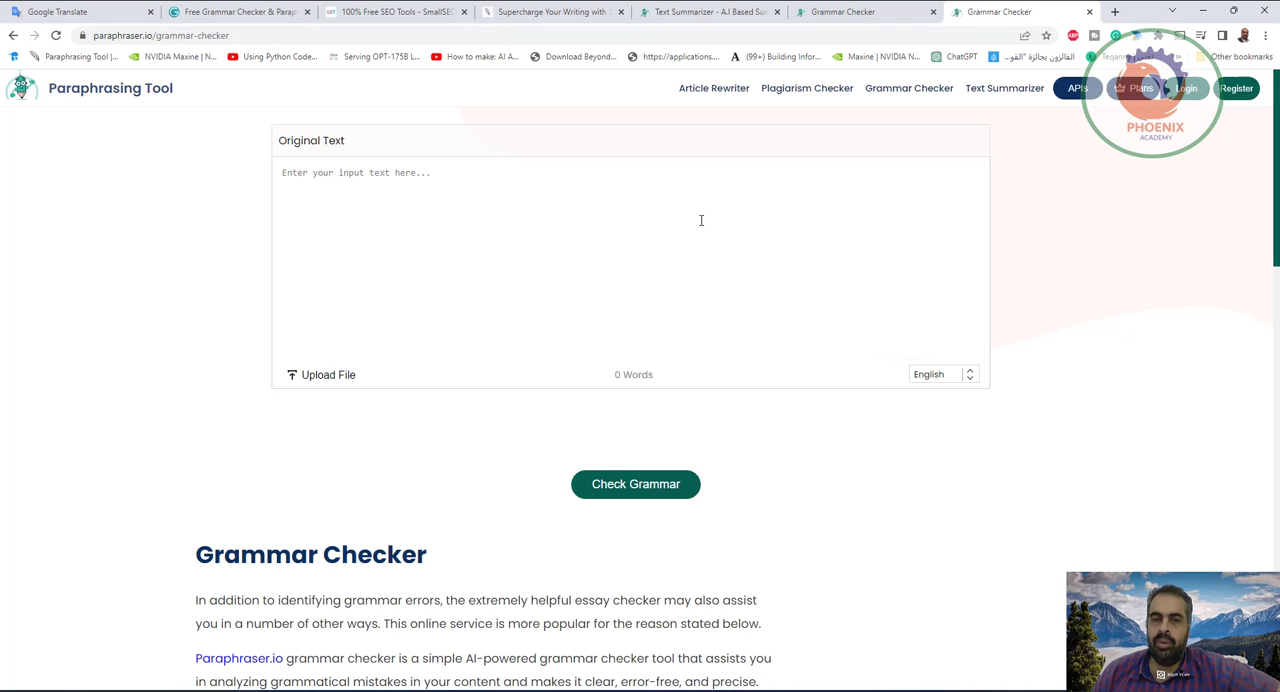 Google Translate
Free Grammar Checker & Parap
100% Free SEO Tools - SmallSEO
Supercharge Your Writing with
Text Summarizer - A.I Based Sum
Grammar Checker
Grammar Checker
paraphraser.io/grammar-checker
Paraphrasing Tool |...
NVIDIA Maxine | N...
Using Python Code...
Serving OPT-175B L...
How to make: AI A...
Download Beyond...
https://applications....
(99+) Building Infor...
Maxine | NVIDIA N...
ChatGPT
الفائزون بجائزة "القو...
Other bookmarks
Paraphrasing Tool
Article Rewriter
Plagiarism Checker
Grammar Checker
Text Summarizer
APIs
Plans
Login
Register
PHOENIX
ACADEMY
Original Text
Enter your input text here...
Upload File
0 Words
English
Check Grammar
Grammar Checker
In addition to identifying grammar errors, the extremely helpful essay checker may also assist
you in a number of other ways. This online service is more popular for the reason stated below.
Paraphraser.io grammar checker is a simple AI-powered grammar checker tool that assists you
in analyzing grammatical mistakes in your content and makes it clear, error-free, and precise.